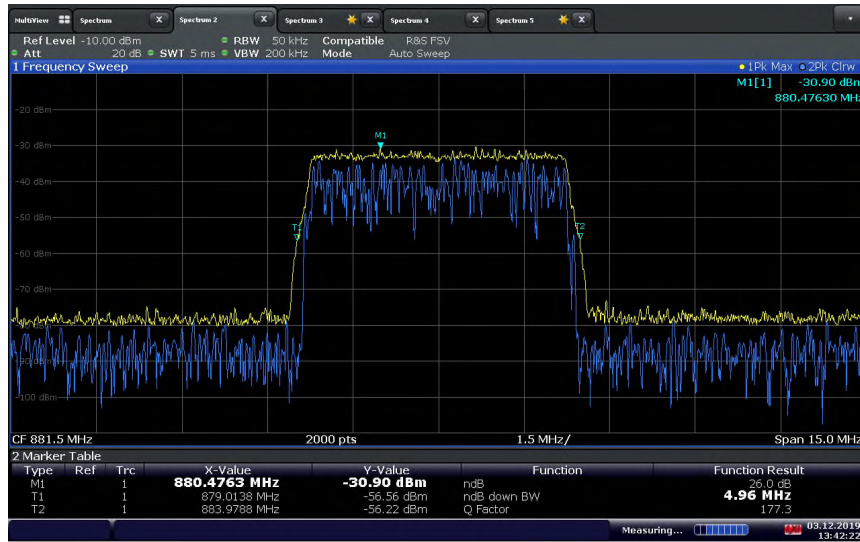 MultiView Spectrum X Spectrum 2 X Spectrum 3 X Spectrum 4 X Spectrum 5 X
Ref Level -10.00 dBm RBW 50 kHz Compatible R&S FSV
Att 20 dB SWT 5 ms VBW 200 kHz Mode Auto Sweep
1 Frequency Sweep 1Pk Max 2Pk Clrw
M1[1] -30.90 dBm
880.47630 MHz
-20 dBm
M1
-30 dBm
-40 dBm
-50 dBm
T1 T2
-60 dBm
-70 dBm
-80 dBm
-90 dBm
-100 dBm
CF 881.5 MHz 2000 pts 1.5 MHz/ Span 15.0 MHz
2 Marker Table
Type Ref Trc X-Value Y-Value Function Function Result
M1 1 880.4763 MHz -30.90 dBm ndB 26.0 dB
T1 1 879.0138 MHz -56.56 dBm ndB down BW 4.96 MHz
T2 1 883.9788 MHz -56.22 dBm Q Factor 177.3
Measuring... 03.12.2019
13:42:22